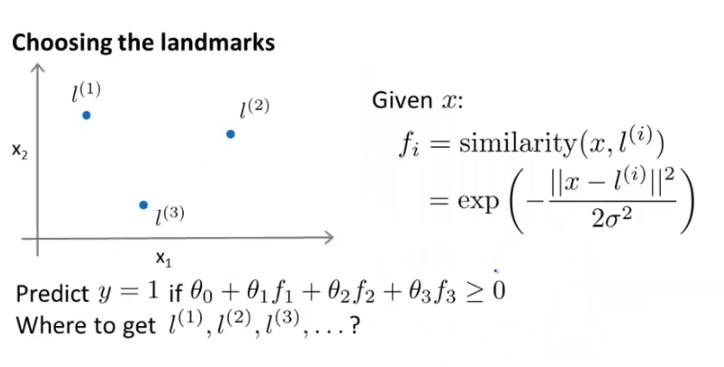 Choosing the landmarks
l⁽¹⁾
l⁽²⁾
x₂
l⁽³⁾
x₁
Given x:
fᵢ = similarity(x, l⁽ⁱ⁾)
= exp(−||x − l⁽ⁱ⁾||² / 2σ²)
Predict y = 1 if θ₀ + θ₁f₁ + θ₂f₂ + θ₃f₃ ≥ 0
Where to get l⁽¹⁾, l⁽²⁾, l⁽³⁾, . . . ?